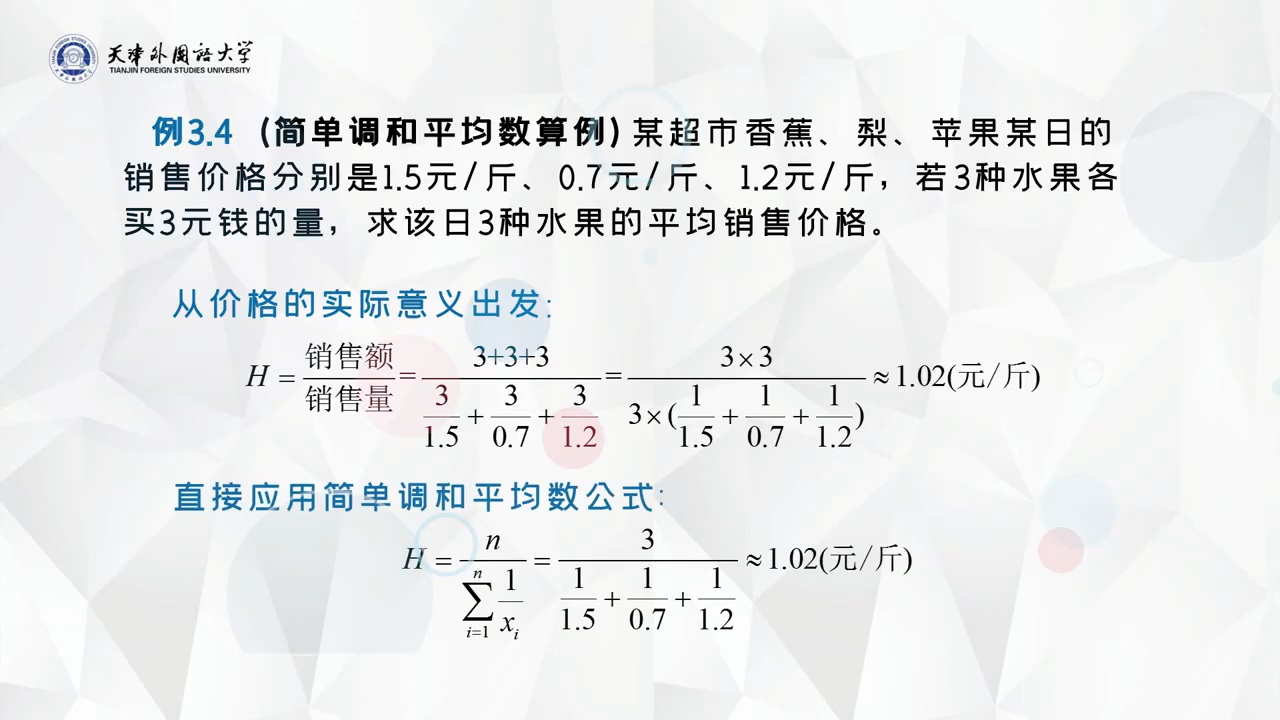 天津外国语大学
TIANJIN FOREIGN STUDIES UNIVERSITY
例3.4 (简单调和平均数算例) 某超市香蕉、梨、苹果某日的
销售价格分别是1.5元/斤、0.7元/斤、1.2元/斤，若3种水果各
买3元钱的量，求该日3种水果的平均销售价格。
从价格的实际意义出发：
H = 销售额/销售量 = (3+3+3)/(3/1.5 + 3/0.7 + 3/1.2) = (3×3)/(3×(1/1.5 + 1/0.7 + 1/1.2)) ≈ 1.02(元/斤)
直接应用简单调和平均数公式：
H = n/(∑_{i=1}^{n} 1/x_i) = 3/(1/1.5 + 1/0.7 + 1/1.2) ≈ 1.02(元/斤)